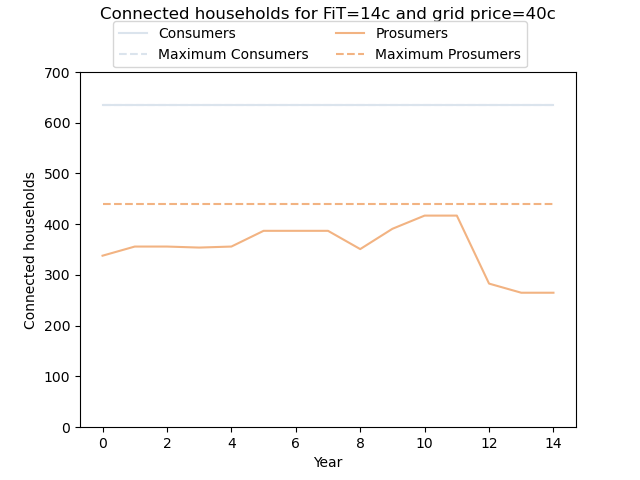 Connected households for FiT=14c and grid price=40c
Consumers
Prosumers
Maximum Consumers
Maximum Prosumers
700
600
500
400
300
200
100
0
Connected households
0 2 4 6 8 10 12 14
Year